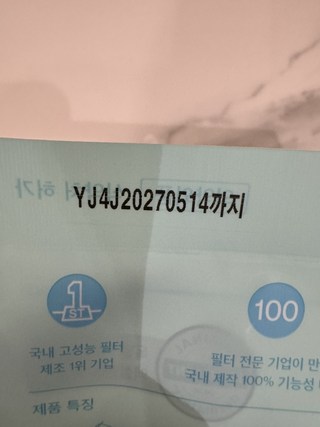 YJ4J20270514까지
1
ST
100
국내 고성능 필터
제조 1위 기업
필터 전문 기업이 만
국내 제작 100% 기능성
제품 특징